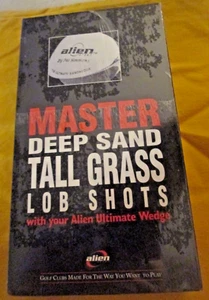 alien
MASTER
DEEP SAND
TALL GRASS
LOB SHOTS
with your Alien Ultimate Wedge
alien
GOLF CLUBS MADE FOR THE WAY YOU WANT TO PLAY